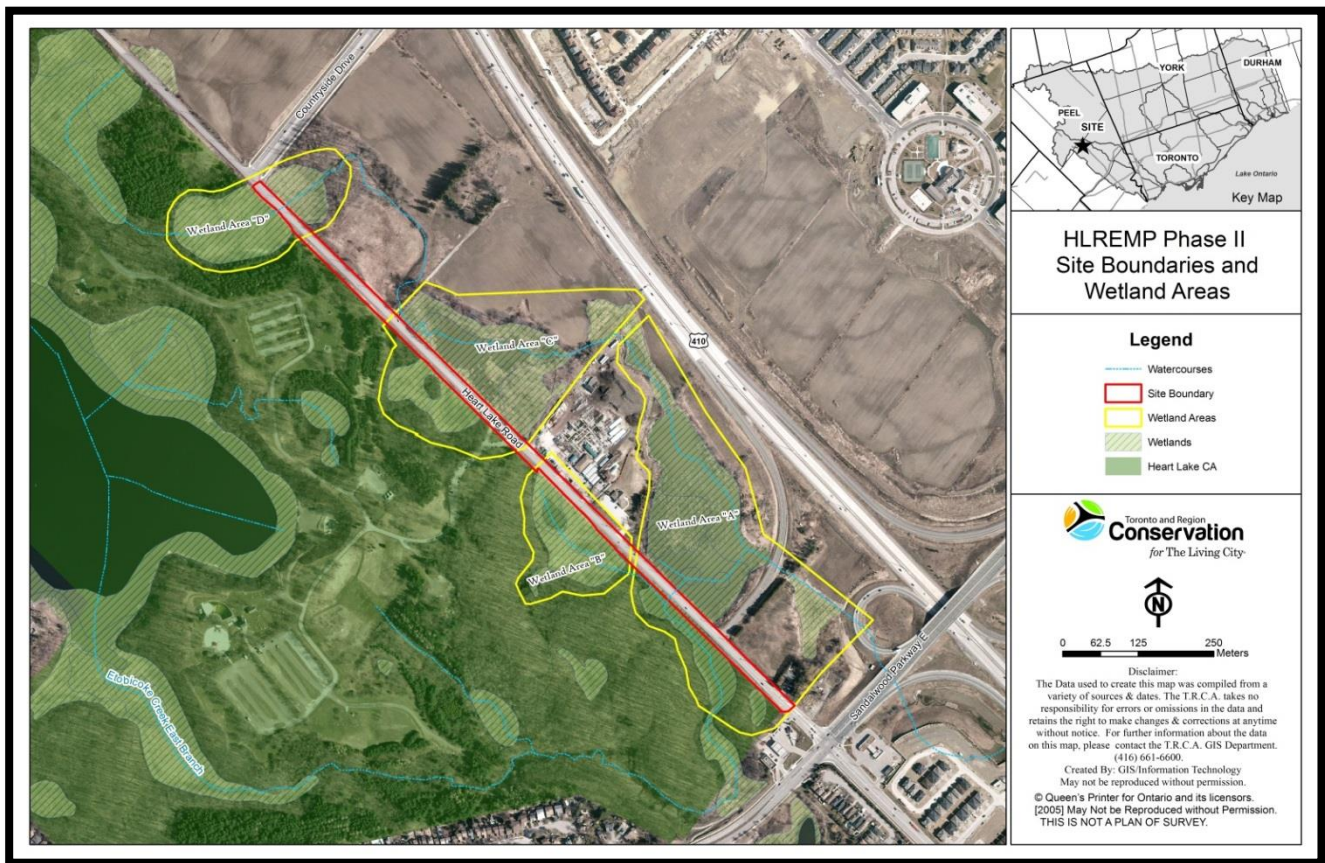 Countryside Drive
Wetland Area "D"
410
Wetland Area "C"
Heart Lake Road
Wetland Area "A"
Wetland Area "B"
Sandalwood Parkway E
Etobicoke Creek East Branch
YORK
DURHAM
PEEL
SITE
TORONTO
Lake Ontario
Key Map
HLREMP Phase II
Site Boundaries and
Wetland Areas
Legend
Watercourses
Site Boundary
Wetland Areas
Wetlands
Heart Lake CA
Toronto and Region
Conservation
for The Living City·
N
0 62.5 125 250
Meters
Disclaimer:
The Data used to create this map was compiled from a
variety of sources & dates. The T.R.C.A. takes no
responsibility for errors or omissions in the data and
retains the right to make changes & corrections at anytime
without notice. For further information about the data
on this map, please contact the T.R.C.A. GIS Department.
(416) 661-6600.
Created By: GIS/Information Technology
May not be reproduced without permission.
© Queen's Printer for Ontario and its licensors.
[2005] May Not be Reproduced without Permission.
THIS IS NOT A PLAN OF SURVEY.